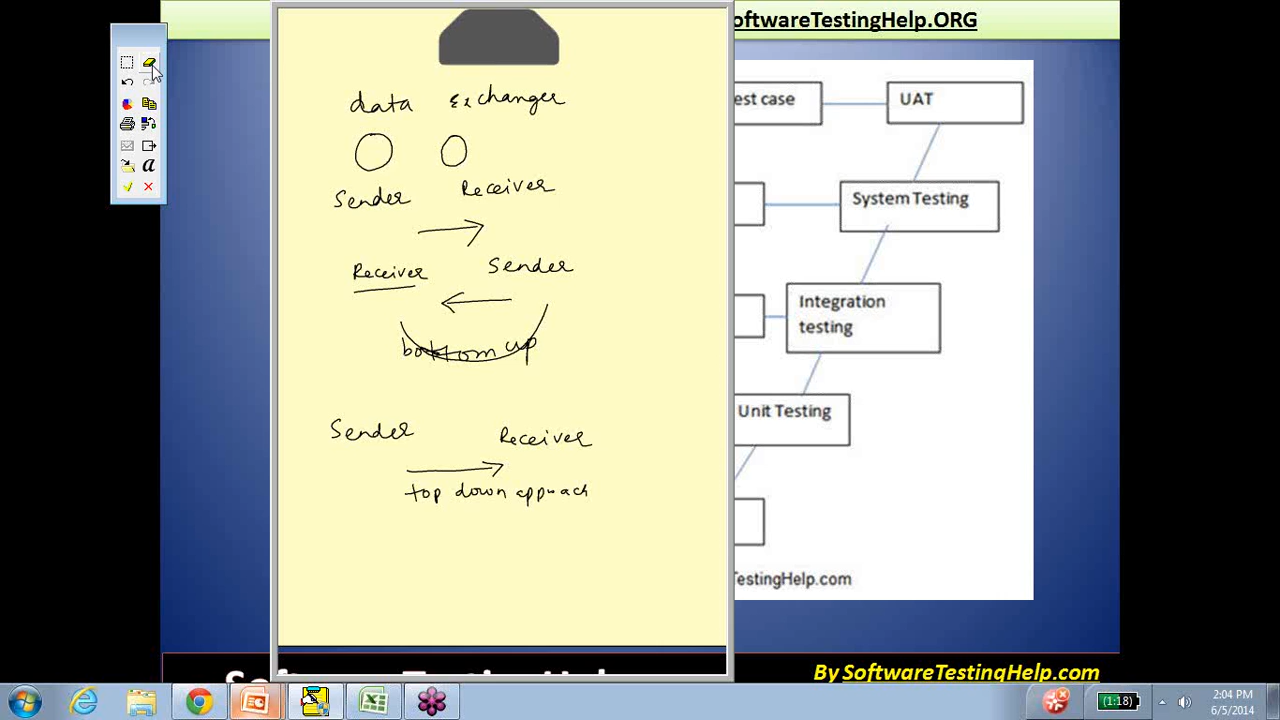 oftwareTestingHelp.ORG
data exchanger
Sender Receiver
Receiver Sender
bottom up
Sender Receiver
top down approach
est case
UAT
System Testing
Integration
testing
Unit Testing
TestingHelp.com
By SoftwareTestingHelp.com
a
(1:18)
2:04 PM
6/5/2014